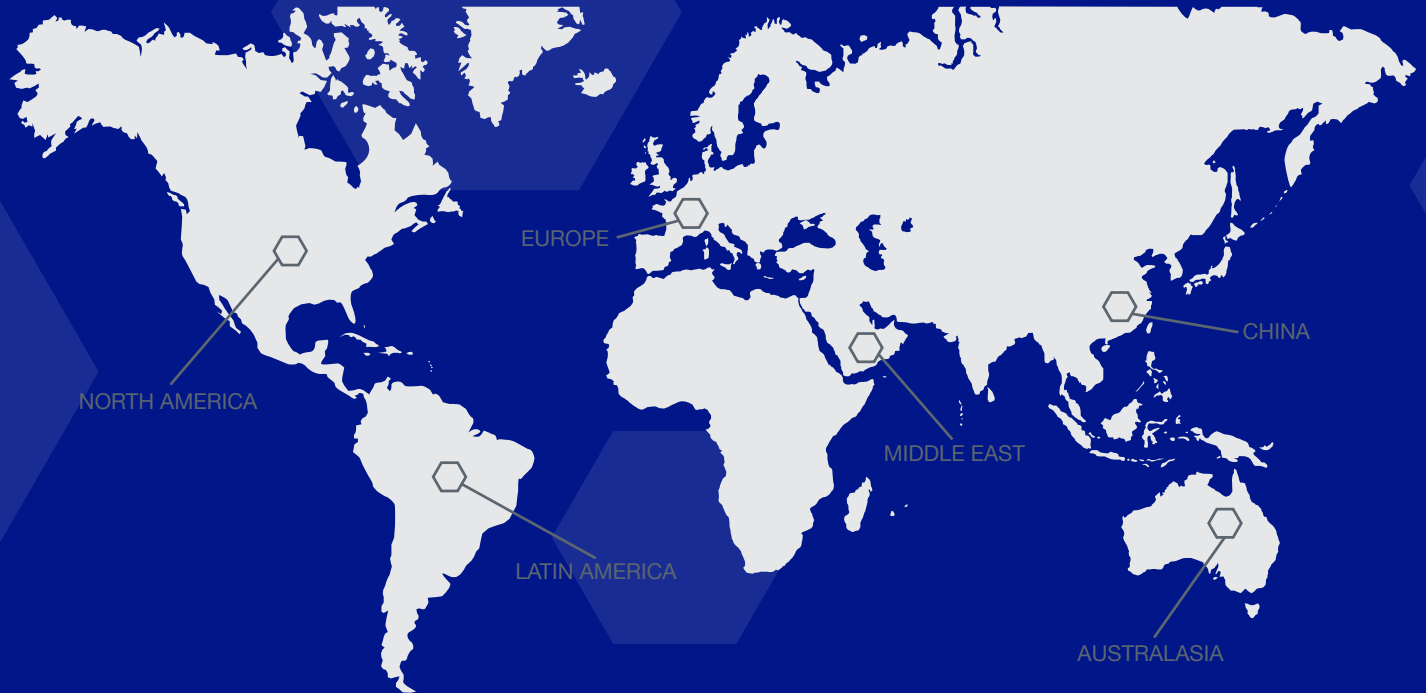 EUROPE
CHINA
NORTH AMERICA
MIDDLE EAST
LATIN AMERICA
AUSTRALASIA